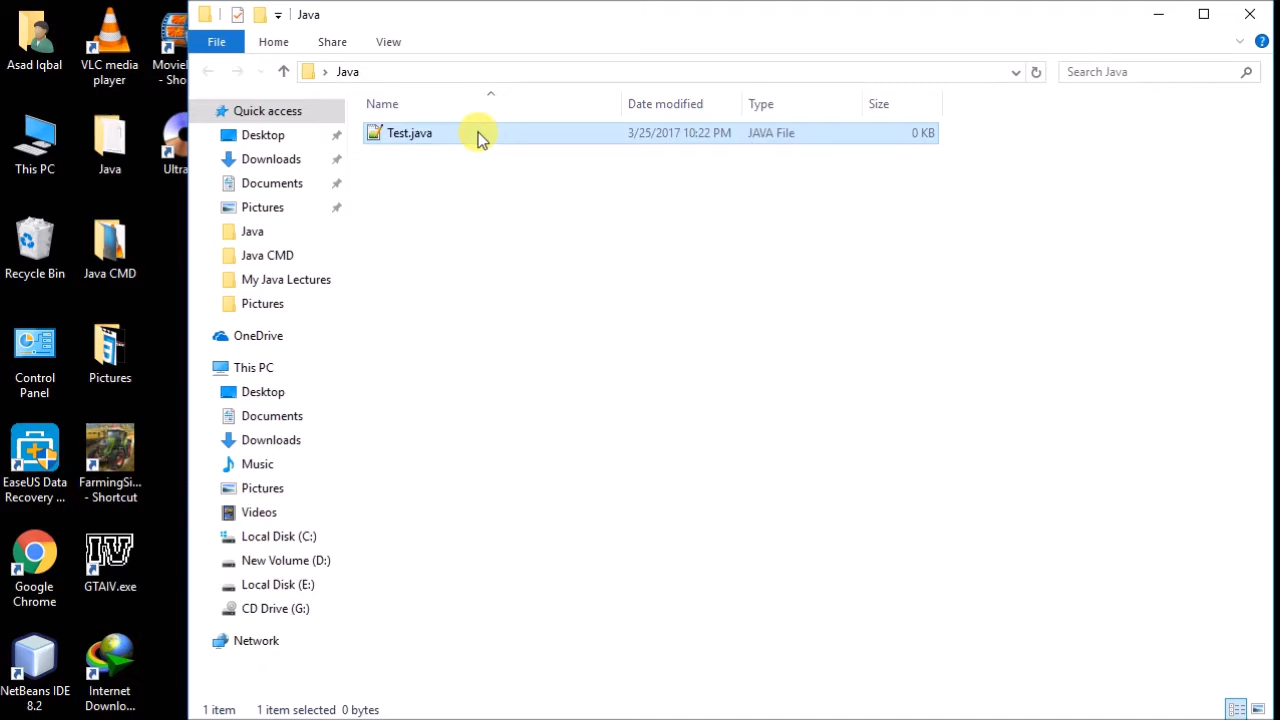 Asad Iqbal
VLC media
player
MovieM
- Sho
This PC
Java
Ultra
Recycle Bin
Java CMD
Control
Panel
Pictures
EaseUS Data
Recovery ...
FarmingSi...
- Shortcut
Google
Chrome
GTAIV.exe
NetBeans IDE
8.2
Internet
Downlo...
Java
File
Home
Share
View
Java
Search Java
Name
Date modified
Type
Size
Test.java
3/25/2017 10:22 PM
JAVA File
0 KB
Quick access
Desktop
Downloads
Documents
Pictures
Java
Java CMD
My Java Lectures
Pictures
OneDrive
This PC
Desktop
Documents
Downloads
Music
Pictures
Videos
Local Disk (C:)
New Volume (D:)
Local Disk (E:)
CD Drive (G:)
Network
1 item
1 item selected 0 bytes